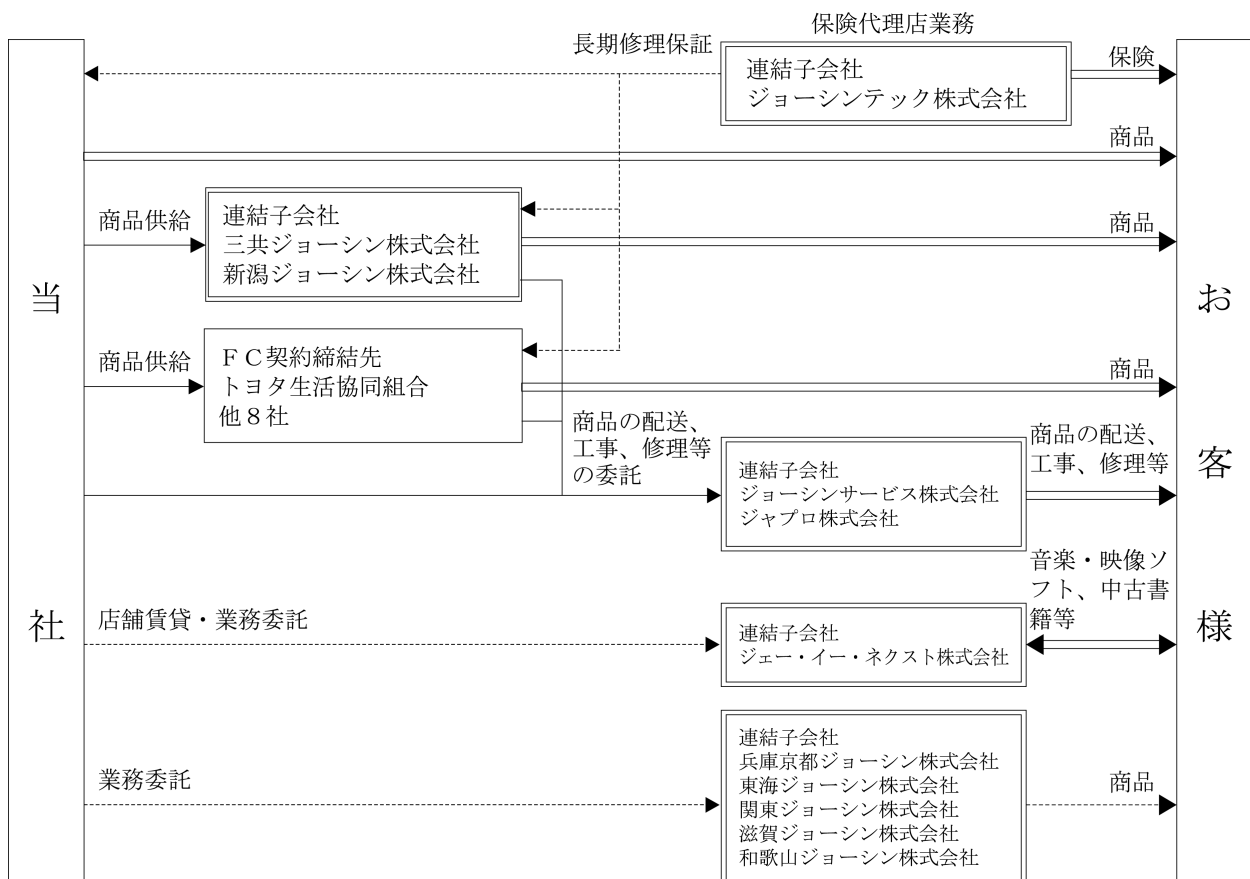 保険代理店業務
長期修理保証
連結子会社
ジョーシンテック株式会社
保険
商品
商品供給
連結子会社
三共ジョーシン株式会社
新潟ジョーシン株式会社
商品
当社
お客様
商品供給
ＦＣ契約締結先
トヨタ生活協同組合
他８社
商品
商品の配送、
工事、修理等
の委託
連結子会社
ジョーシンサービス株式会社
ジャプロ株式会社
商品の配送、
工事、修理等
店舗賃貸・業務委託
連結子会社
ジェー・イー・ネクスト株式会社
音楽・映像ソ
フト、中古書
籍等
業務委託
連結子会社
兵庫京都ジョーシン株式会社
東海ジョーシン株式会社
関東ジョーシン株式会社
滋賀ジョーシン株式会社
和歌山ジョーシン株式会社
商品